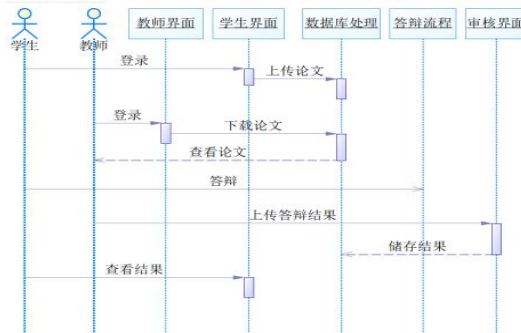 教师界面 学生界面 数据库处理 答辩流程 审核界面
学生 教师
登录
上传论文
登录
下载论文
查看论文
答辩
上传答辩结果
储存结果
查看结果